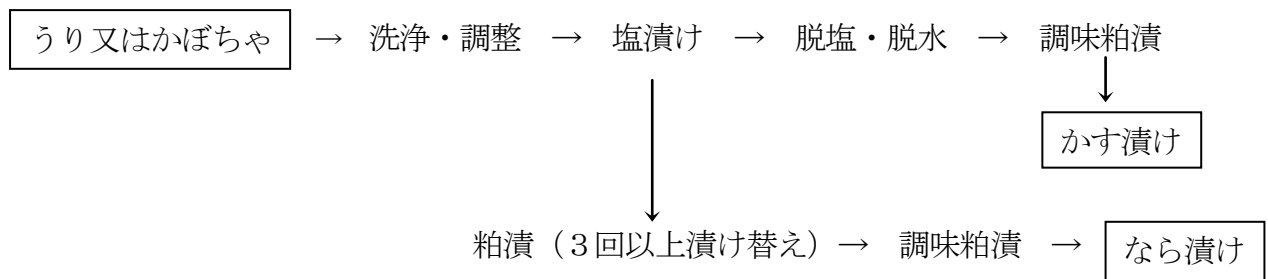 うり又はかぼちゃ → 洗浄・調整 → 塩漬け → 脱塩・脱水 → 調味粕漬
かす漬け
粕漬（３回以上漬け替え）→ 調味粕漬 → なら漬け